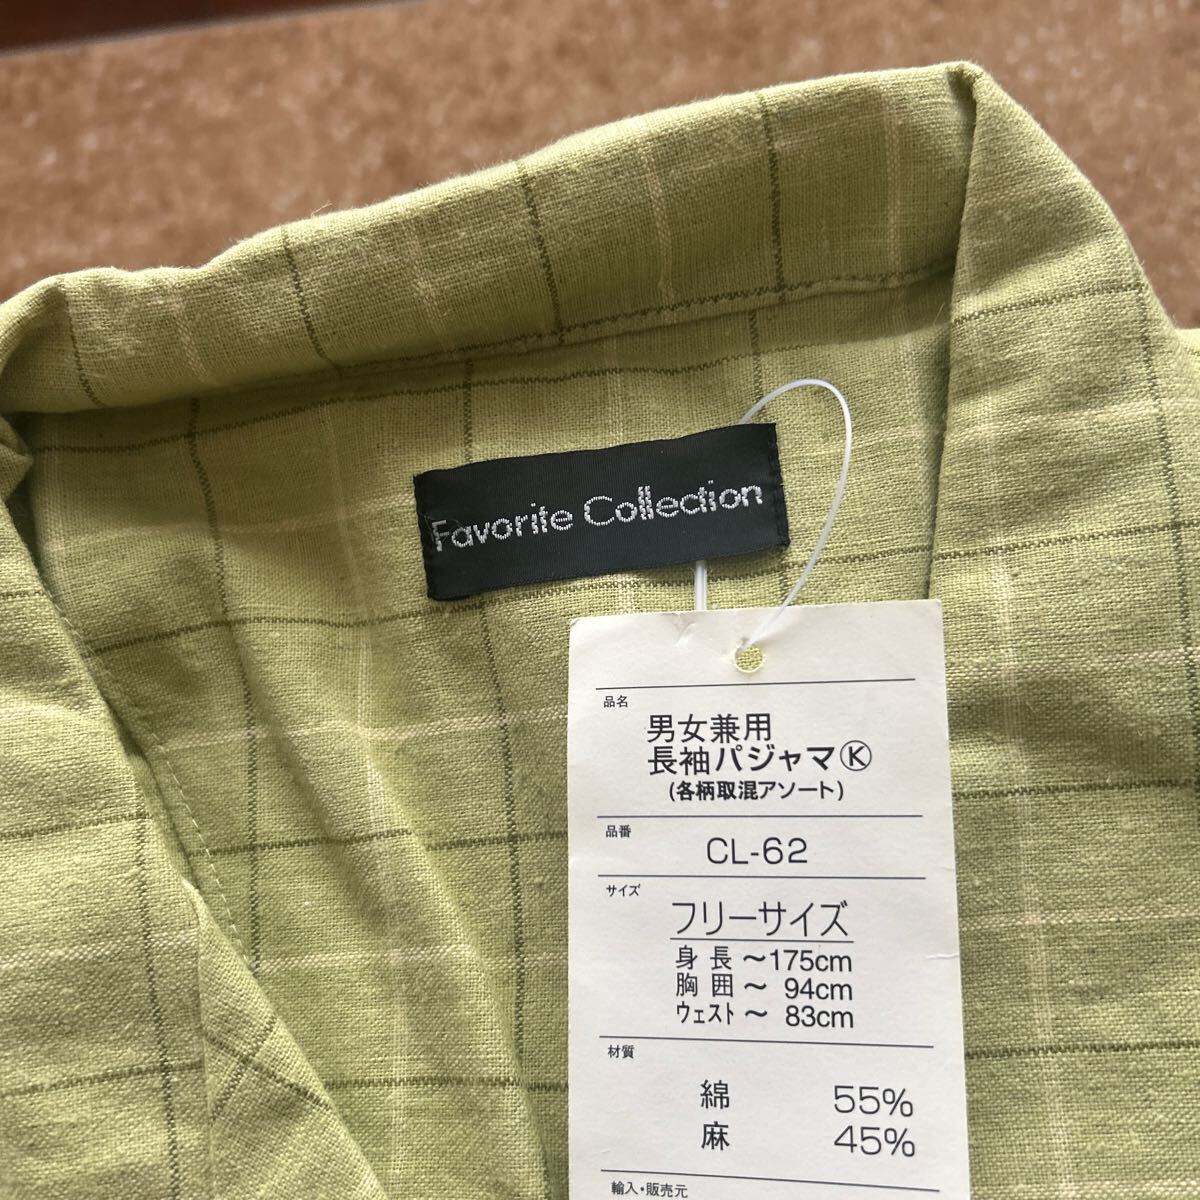 Favorite Collection
品名
男女兼用
長袖パジャマⓀ
(各柄取混アソート)
品番
CL-62
サイズ
フリーサイズ
身長~175cm
胸囲~ 94cm
ウェスト~ 83cm
材質
綿 55%
麻 45%
輸入・販売元